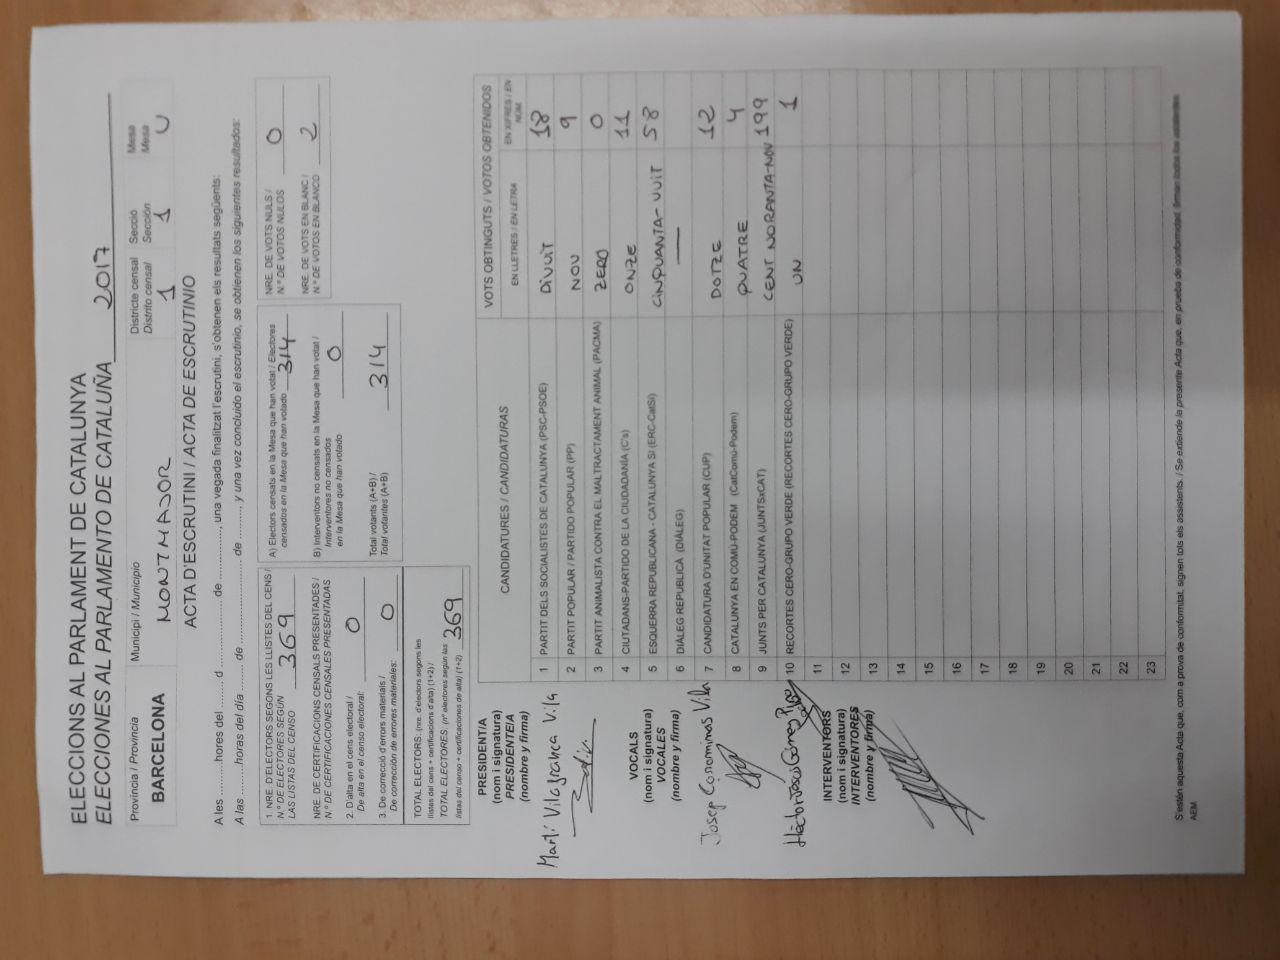 ELECCIONS AL PARLAMENT DE CATALUNYA
ELECCIONES AL PARLAMENTO DE CATALUÑA 2017
Província / Provincia Municipi / Municipio Districte censal Secció Mesa
Distrito censal Sección Mesa
BARCELONA MONTMAJOR 1 1 U
ACTA D'ESCRUTINI / ACTA DE ESCRUTINIO
A les ..........hores del ........ d ........................ de ..............., una vegada finalitzat l'escrutini, s'obtenen els resultats següents:
A las ..........horas del día ........ de ........................ de .........., y una vez concluido el escrutinio, se obtienen los siguientes resultados:
1. NRE. D'ELECTORS SEGONS LES LLISTES DEL CENS /
N.º DE ELECTORES SEGÚN
LAS LISTAS DEL CENSO 369
NRE. DE CERTIFICACIONS CENSALS PRESENTADES /
N.º DE CERTIFICACIONES CENSALES PRESENTADAS
2. D'alta en el cens electoral /
De alta en el censo electoral: 0
3. De correcció d'errors materials /
De corrección de errores materiales: 0
TOTAL ELECTORS: (nre. d'electors segons les
llistes del cens + certificacions d'alta) (1+2) /
TOTAL ELECTORES: (nº electores según las
listas del censo + certificaciones de alta) (1+2) 369
A) Electors censats en la Mesa que han votat / Electores
censados en la Mesa que han votado 314
B) Interventors no censats en la Mesa que han votat /
Interventores no censados
en la Mesa que han votado 0
Total votants (A+B) /
Total votantes (A+B) 314
NRE. DE VOTS NULS /
N.º DE VOTOS NULOS 0
NRE. DE VOTS EN BLANC /
N.º DE VOTOS EN BLANCO 2
CANDIDATURES / CANDIDATURAS VOTS OBTINGUTS / VOTOS OBTENIDOS
EN LLETRES / EN LETRA EN XIFRES / EN NÚM.
1 PARTIT DELS SOCIALISTES DE CATALUNYA (PSC-PSOE) DIVUIT 18
2 PARTIT POPULAR / PARTIDO POPULAR (PP) NOU 9
3 PARTIT ANIMALISTA CONTRA EL MALTRACTAMENT ANIMAL (PACMA) ZERO 0
4 CIUTADANS-PARTIDO DE LA CIUDADANÍA (C's) ONZE 11
5 ESQUERRA REPUBLICANA - CATALUNYA SI (ERC-CatSí) CINQUANTA-VUIT 58
6 DIÀLEG REPUBLICÀ (DIÀLEG) —
7 CANDIDATURA D'UNITAT POPULAR (CUP) DOTZE 12
8 CATALUNYA EN COMÚ-PODEM (CatComú-Podem) QUATRE 4
9 JUNTS PER CATALUNYA (JUNTSxCAT) CENT NORANTA-NOU 199
10 RECORTES CERO-GRUPO VERDE (RECORTES CERO-GRUPO VERDE) UN 1
11
12
13
14
15
16
17
18
19
20
21
22
23
PRESIDENT/A
(nom i signatura)
PRESIDENTE/A
(nombre y firma)
Martí Vilafranca Vila
VOCALS
(nom i signatura)
VOCALES
(nombre y firma)
Josep Canominas Vila
INTERVENTORS
(nom i signatura)
INTERVENTORES
(nombre y firma)
S'estén aquesta Acta que, com a prova de conformitat, signen tots els assistents. / Se extiende la presente Acta que, en prueba de conformidad, firman todos los asistentes
AEM